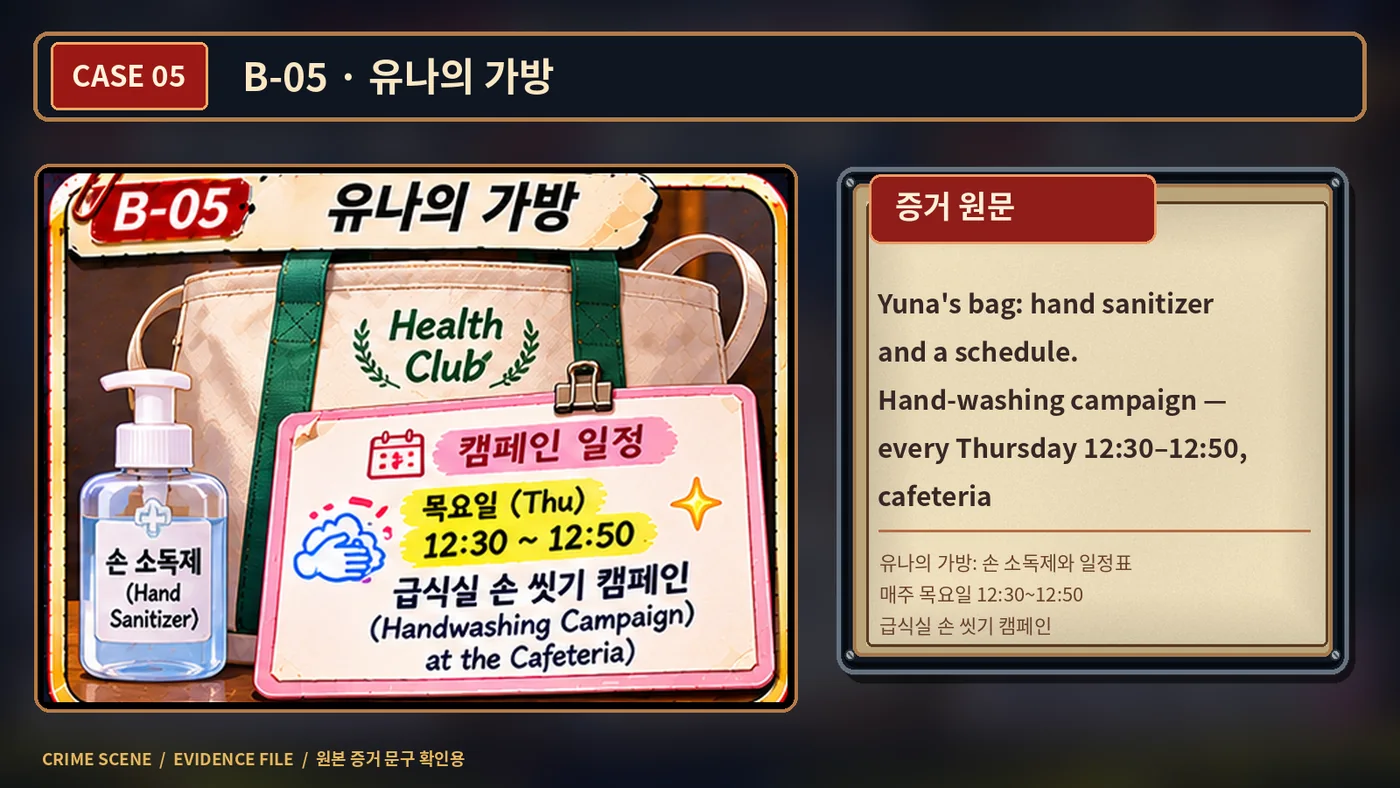 CASE 05
B-05 · 유나의 가방
B-05
유나의 가방
Health
Club
손 소독제
(Hand
Sanitizer)
캠페인 일정
목요일 (Thu)
12:30 ~ 12:50
급식실 손 씻기 캠페인
(Handwashing Campaign)
at the Cafeteria)
증거 원문
Yuna's bag: hand sanitizer
and a schedule.
Hand-washing campaign —
every Thursday 12:30–12:50,
cafeteria
유나의 가방: 손 소독제와 일정표
매주 목요일 12:30~12:50
급식실 손 씻기 캠페인
CRIME SCENE / EVIDENCE FILE / 원본 증거 문구 확인용